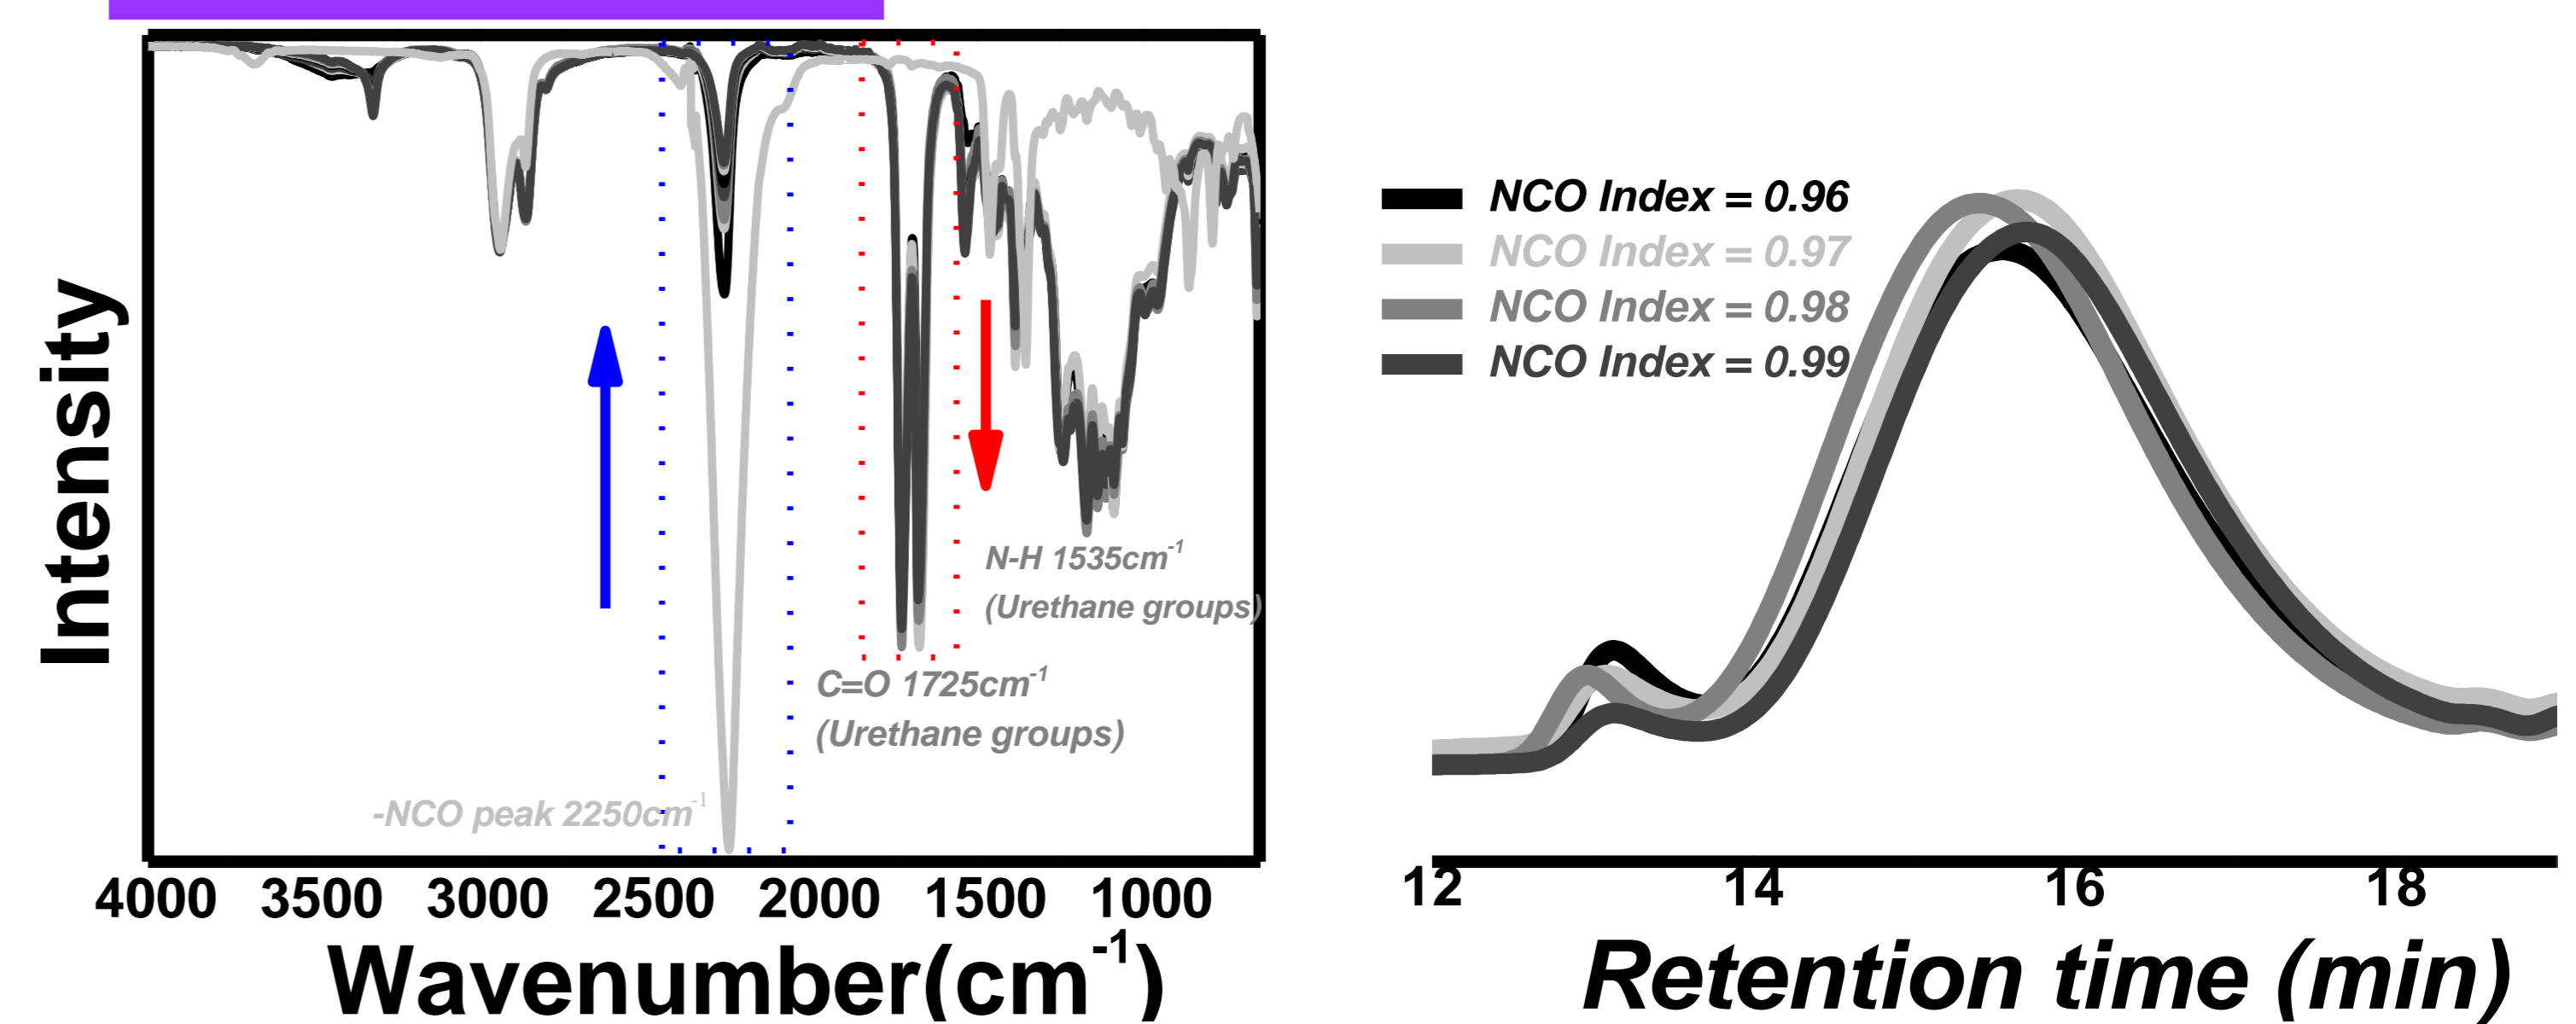 Intensity
-NCO peak 2250cm-1
C=O 1725cm-1
(Urethane groups)
N-H 1535cm-1
(Urethane groups)
4000 3500 3000 2500 2000 1500 1000
Wavenumber(cm-1)
NCO Index = 0.96
NCO Index = 0.97
NCO Index = 0.98
NCO Index = 0.99
12 14 16 18
Retention time (min)